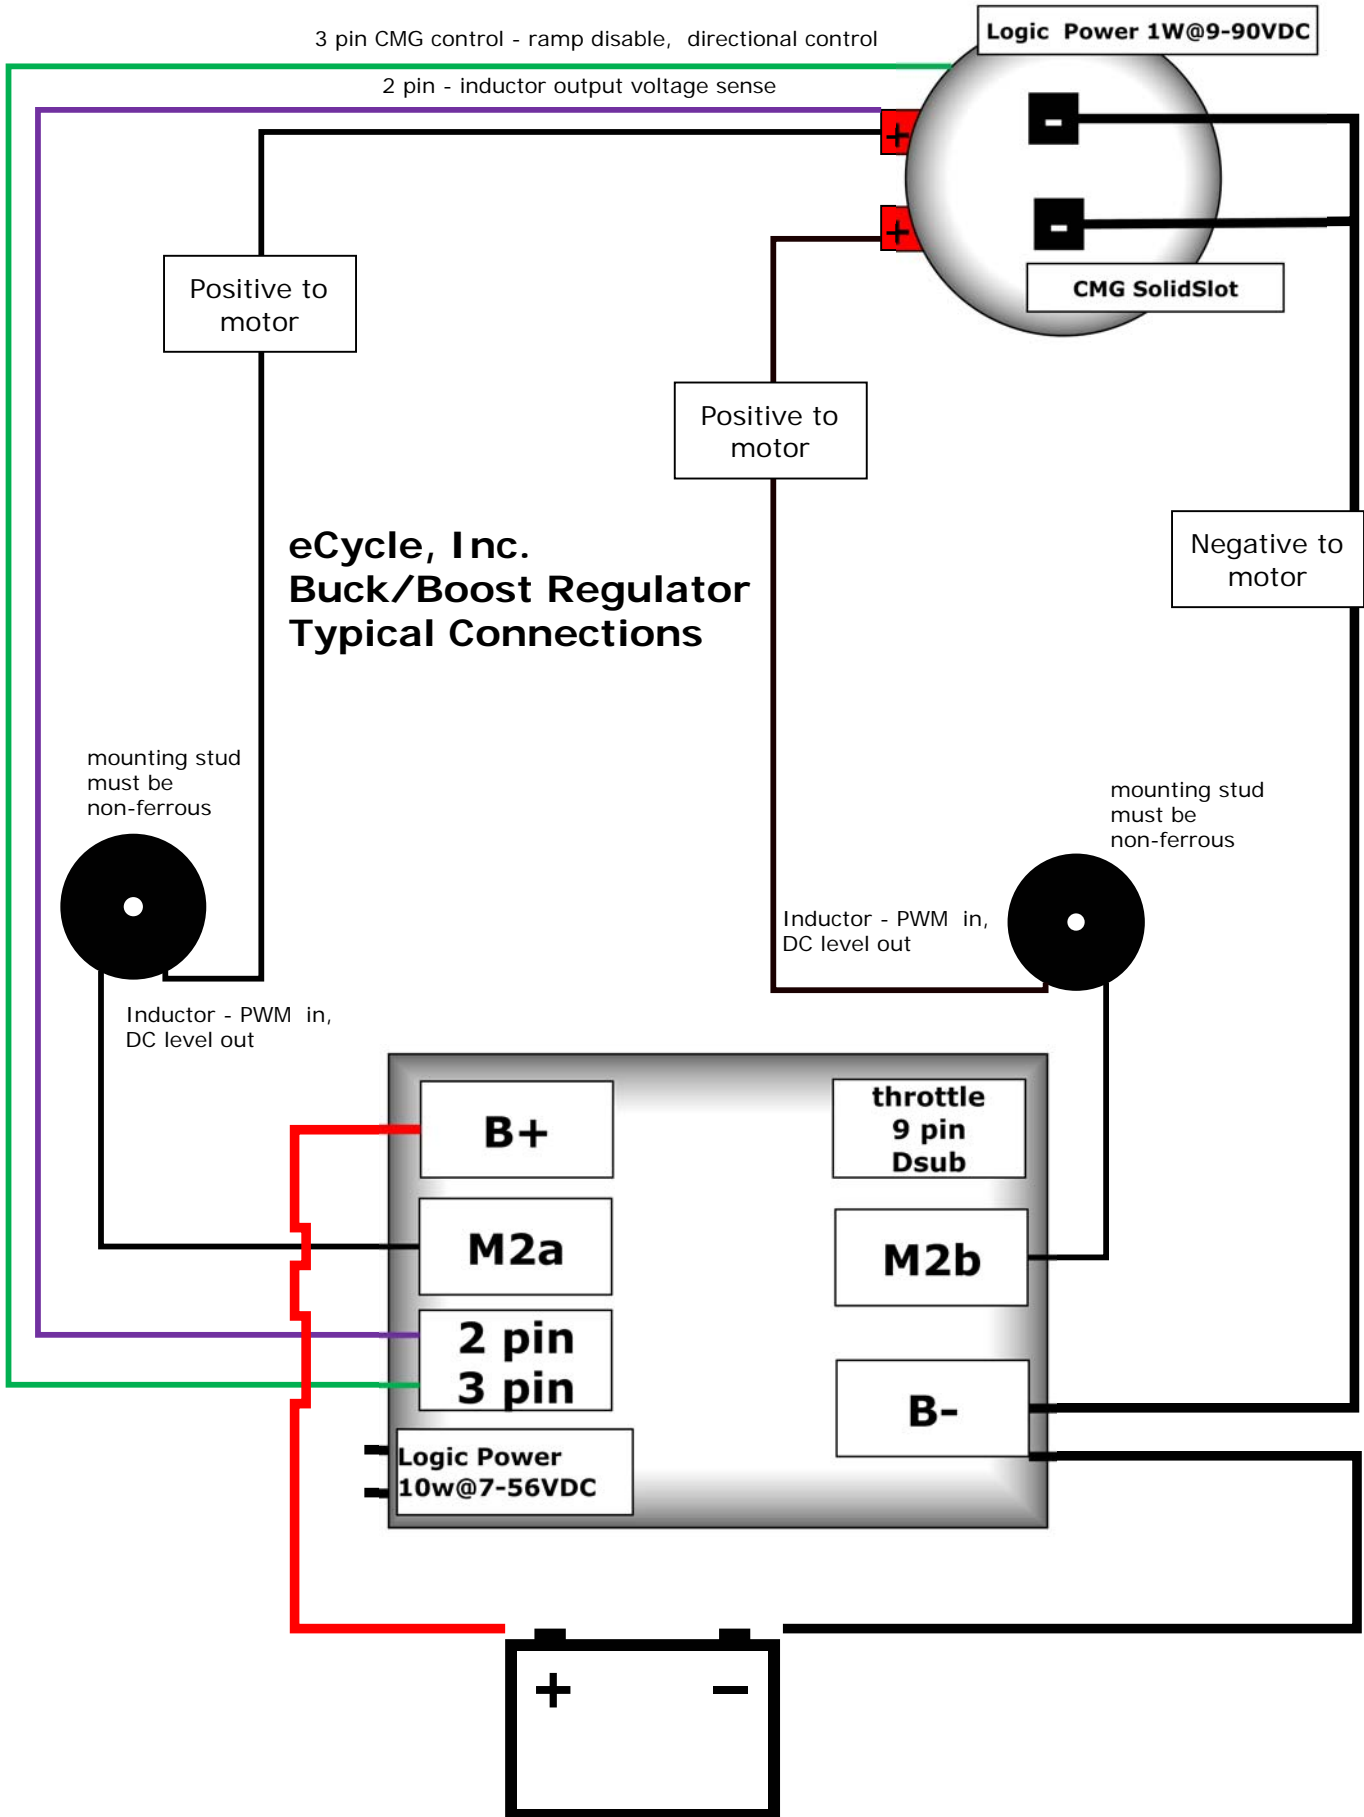 3 pin CMG control - ramp disable, directional control
Logic Power 1W@9-90VDC
2 pin - inductor output voltage sense
+
-
+
-
CMG SolidSlot
Positive to
motor
Positive to
motor
Negative to
motor
eCycle, Inc.
Buck/Boost Regulator
Typical Connections
mounting stud
must be
non-ferrous
mounting stud
must be
non-ferrous
Inductor - PWM in,
DC level out
Inductor - PWM in,
DC level out
B+
throttle
9 pin
Dsub
M2a
M2b
2 pin
3 pin
B-
Logic Power
10w@7-56VDC
+ −